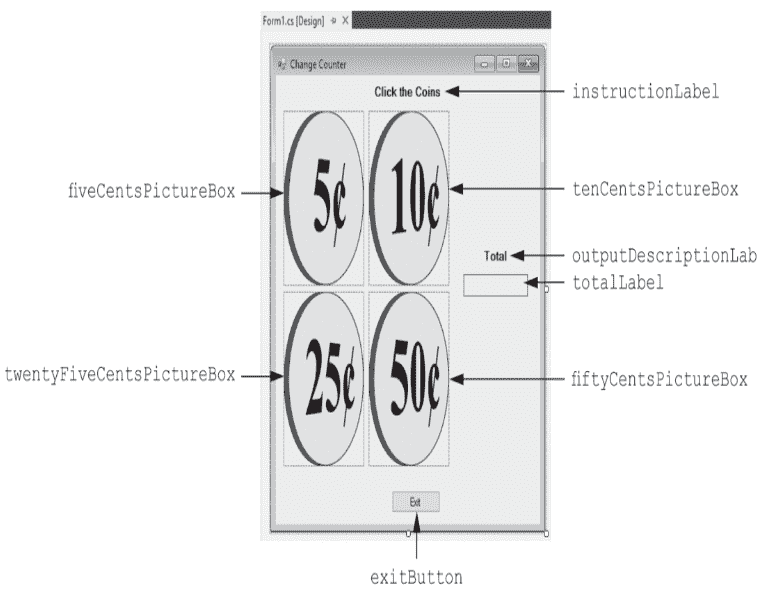 Form1.cs [Design]
Change Counter
Click the Coins
instructionLabel
5¢
10¢
fiveCentsPictureBox
tenCentsPictureBox
Total
outputDescriptionLab
totalLabel
25¢
50¢
twentyFiveCentsPictureBox
fiftyCentsPictureBox
Exit
exitButton